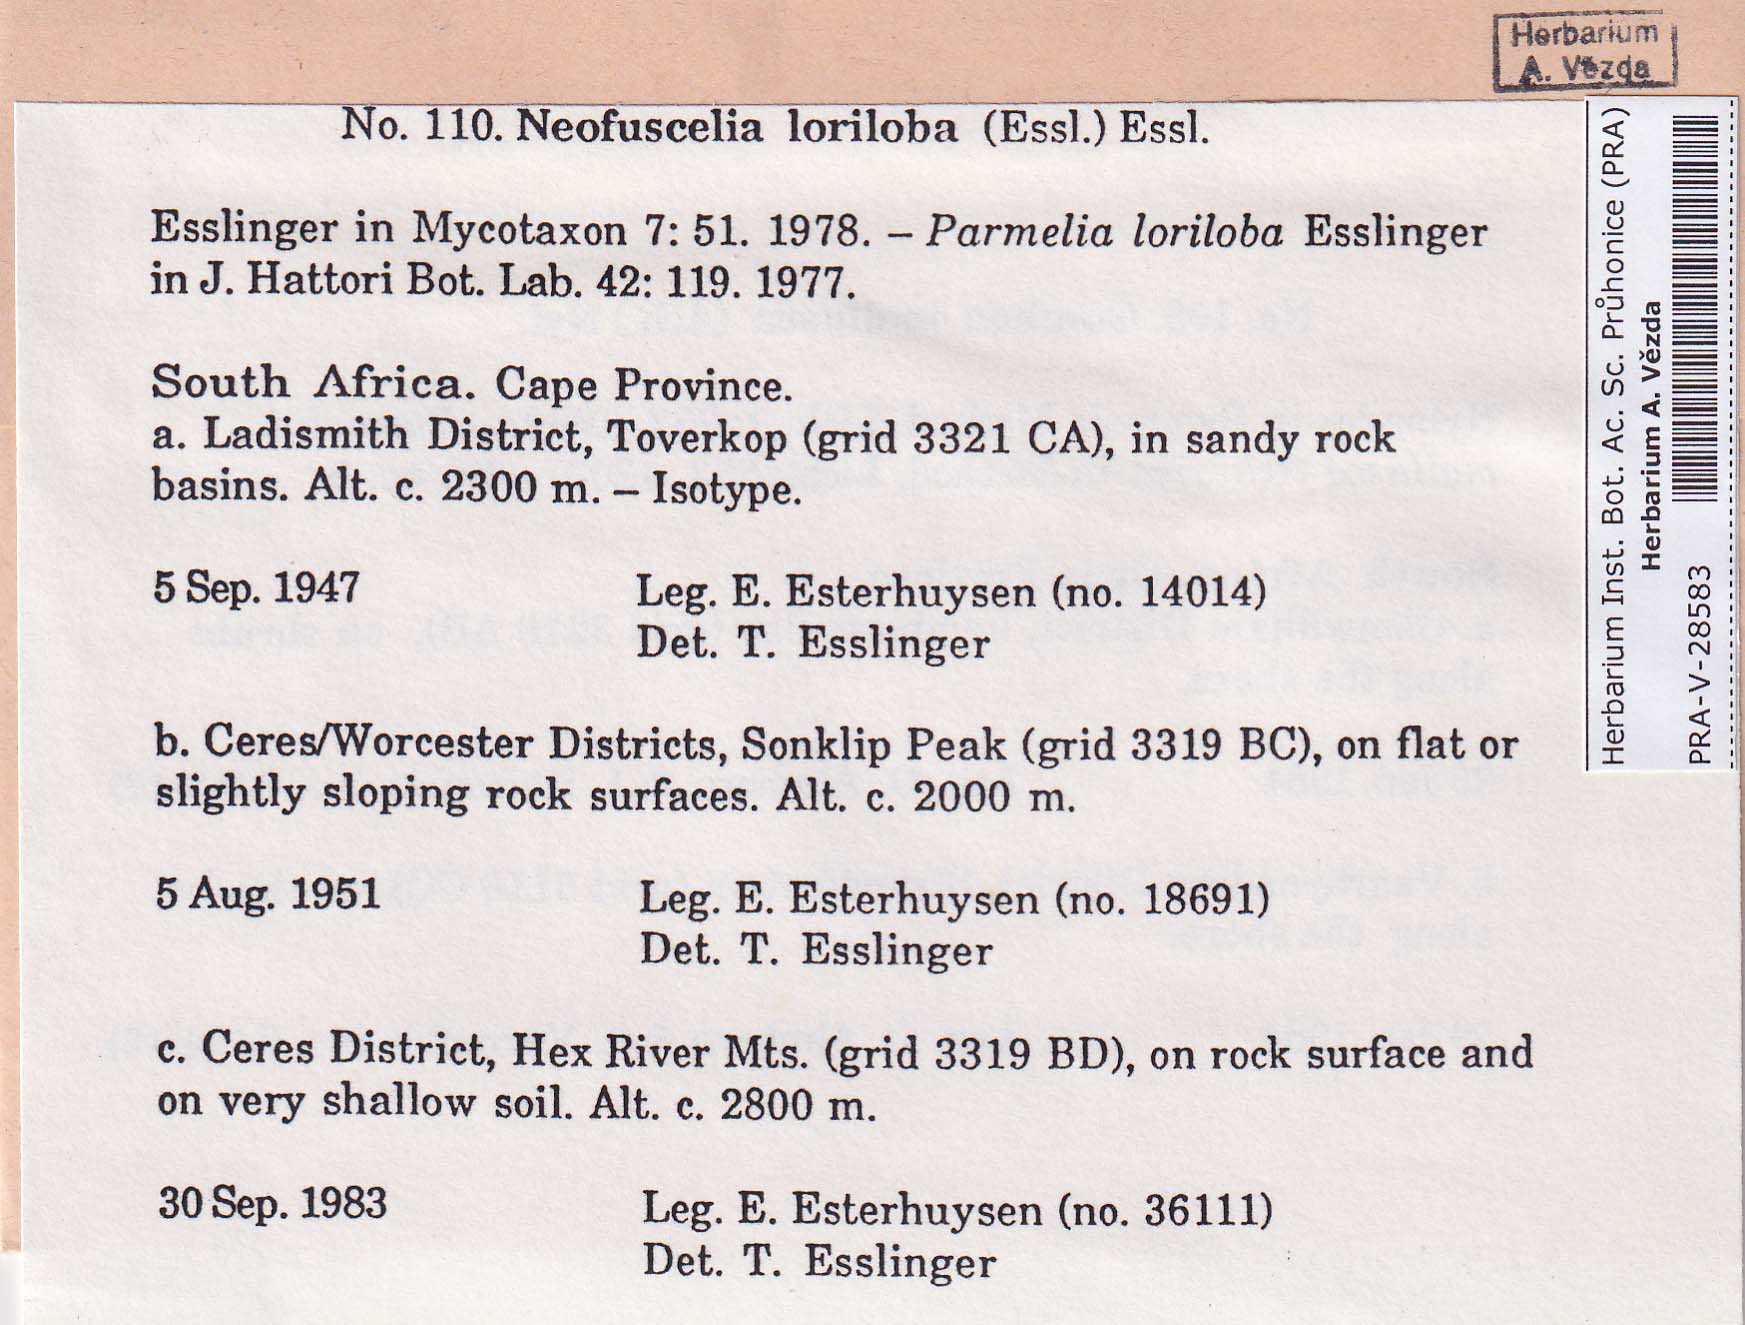 Herbarium
A. Vězda
No. 110. Neofuscelia loriloba (Essl.) Essl.
Esslinger in Mycotaxon 7: 51. 1978. – Parmelia loriloba Esslinger
in J. Hattori Bot. Lab. 42: 119. 1977.
South Africa. Cape Province.
a. Ladismith District, Toverkop (grid 3321 CA), in sandy rock
basins. Alt. c. 2300 m. – Isotype.
5 Sep. 1947 Leg. E. Esterhuysen (no. 14014)
Det. T. Esslinger
b. Ceres/Worcester Districts, Sonklip Peak (grid 3319 BC), on flat or
slightly sloping rock surfaces. Alt. c. 2000 m.
5 Aug. 1951 Leg. E. Esterhuysen (no. 18691)
Det. T. Esslinger
c. Ceres District, Hex River Mts. (grid 3319 BD), on rock surface and
on very shallow soil. Alt. c. 2800 m.
30 Sep. 1983 Leg. E. Esterhuysen (no. 36111)
Det. T. Esslinger
Herbarium Inst. Bot. Ac. Sc. Průhonice (PRA)
Herbarium A. Vězda
PRA-V-28583